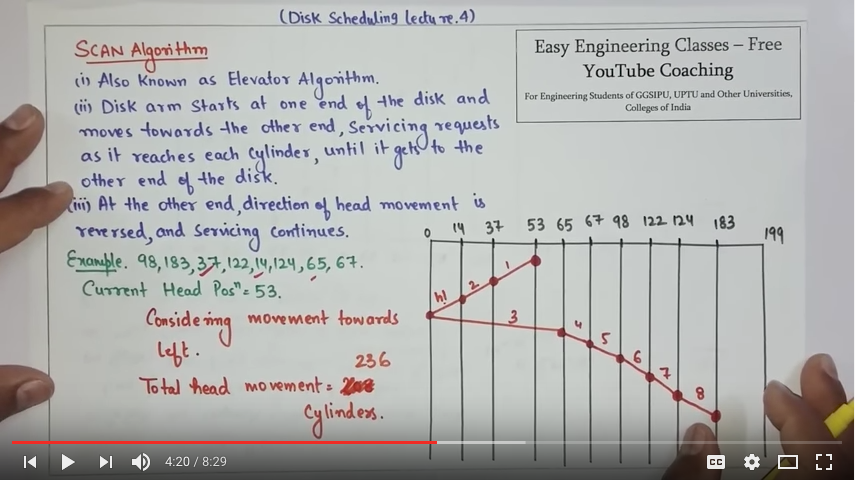 (Disk Scheduling lecture.4)
SCAN Algorithm
(i) Also Known as Elevator Algorithm.
(ii) Disk arm starts at one end of the disk and
moves towards the other end, servicing requests
as it reaches each cylinder, until it gets to the
other end of the disk.
(iii) At the other end, direction of head movement is
reversed, and servicing continues.
Example. 98, 183, 37, 122, 14, 124, 65, 67.
Current Head Posn = 53.
Considering movement towards
left.
236
Total head movement =
Cylinders.
Easy Engineering Classes – Free
YouTube Coaching
For Engineering Students of GGSIPU, UPTU and Other Universities,
Colleges of India
0 14 37 53 65 67 98 122 124 183 199
h! 2 1
3 4 5 6 7 8
4:20 / 8:29
CC